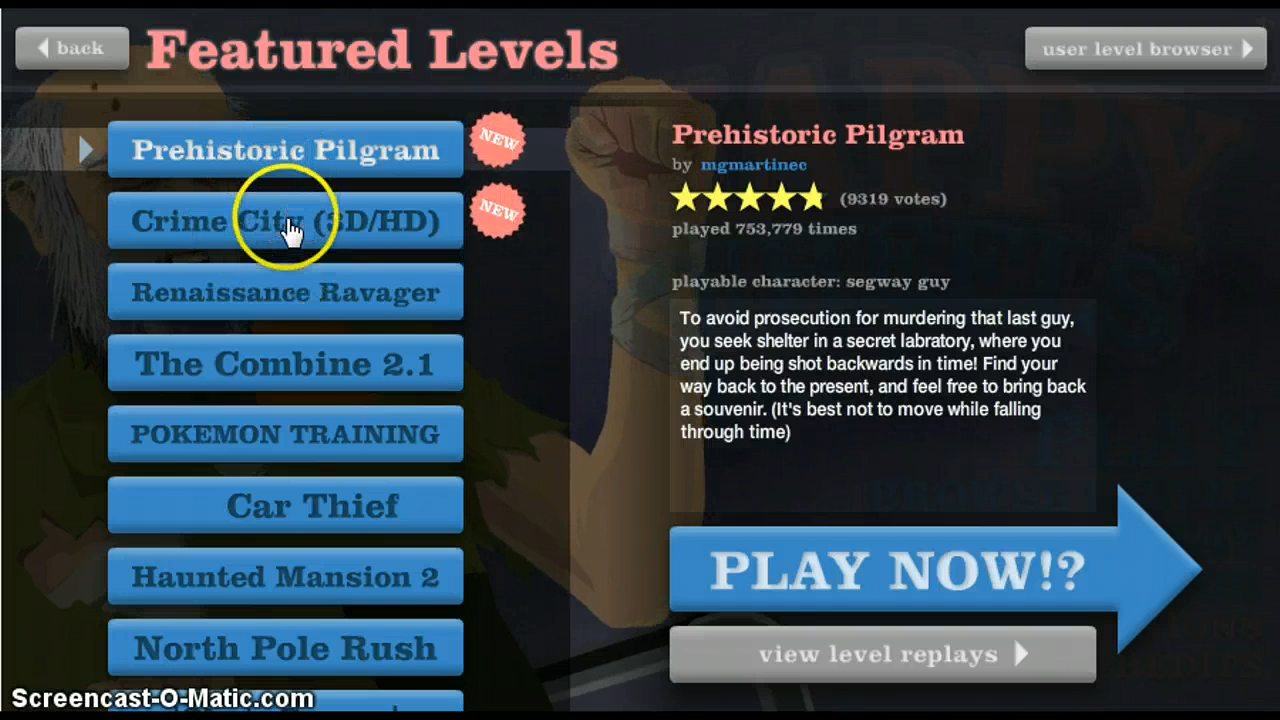 back
Featured Levels
user level browser
Prehistoric Pilgram
NEW
Crime City (SD/HD)
NEW
Renaissance Ravager
The Combine 2.1
POKEMON TRAINING
Car Thief
Haunted Mansion 2
North Pole Rush
Prehistoric Pilgram
by mgmartinec
(9319 votes)
played 753,779 times
playable character: segway guy
To avoid prosecution for murdering that last guy,
you seek shelter in a secret labratory, where you
end up being shot backwards in time! Find your
way back to the present, and feel free to bring back
a souvenir. (It's best not to move while falling
through time)
PLAY NOW!?
view level replays
Screencast-O-Matic.com